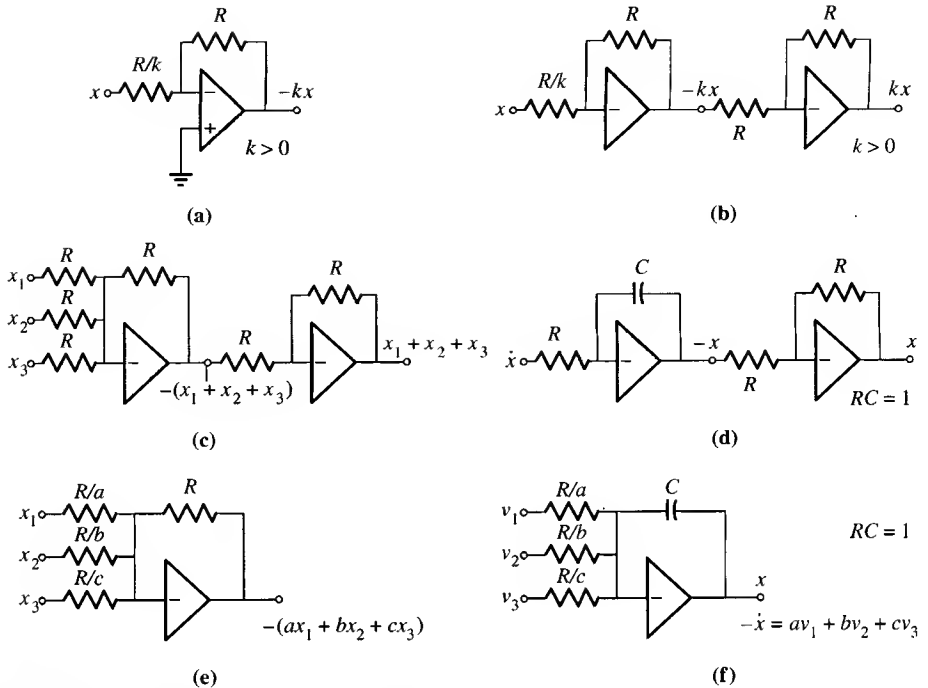 R
R/k
x
−
−kx
+
k > 0
(a)
R
R
R/k
x
−
−kx
R
−
kx
k > 0
(b)
R
R
x₁
R
x₂
R
x₃
−
−(x₁ + x₂ + x₃)
R
R
−
x₁ + x₂ + x₃
(c)
C
R
R
ẋ
−
−x
R
−
x
RC = 1
(d)
R/a
R
x₁
R/b
x₂
R/c
x₃
−
−(ax₁ + bx₂ + cx₃)
(e)
R/a
C
v₁
R/b
v₂
R/c
v₃
−
RC = 1
x
−ẋ = av₁ + bv₂ + cv₃
(f)